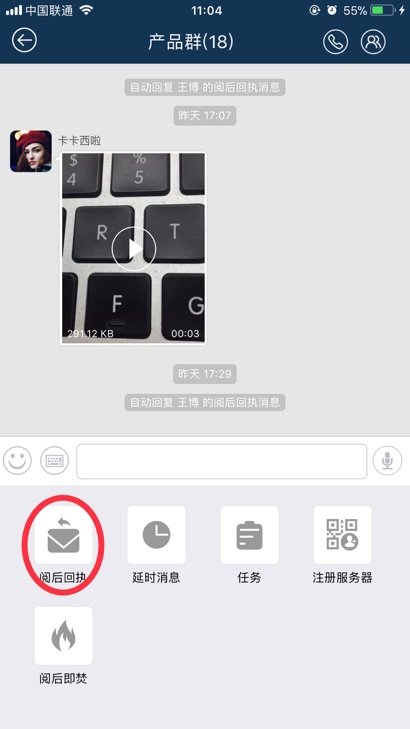 中国联通
11:04
55%
产品群(18)
自动回复 王博 的阅后回执消息
昨天 17:07
卡卡西啦
$
4
%
5
R
T
F
G
291.12 KB
00:03
昨天 17:29
自动回复 王博 的阅后回执消息
阅后回执
延时消息
任务
注册服务器
阅后即焚